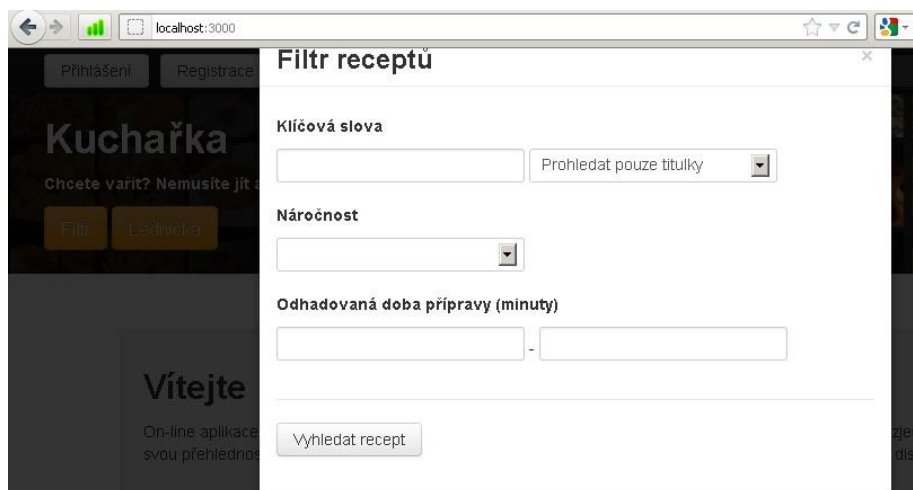 localhost:3000
Přihlášení Registrace
Filtr receptů ×
Kuchařka
Chcete vařit? Nemusíte jít
Filtr Lednička
Klíčová slova
Prohledat pouze titulky
Náročnost
Odhadovaná doba přípravy (minuty)
-
Vyhledat recept
Vítejte
On-line aplikace
svou přehlednos